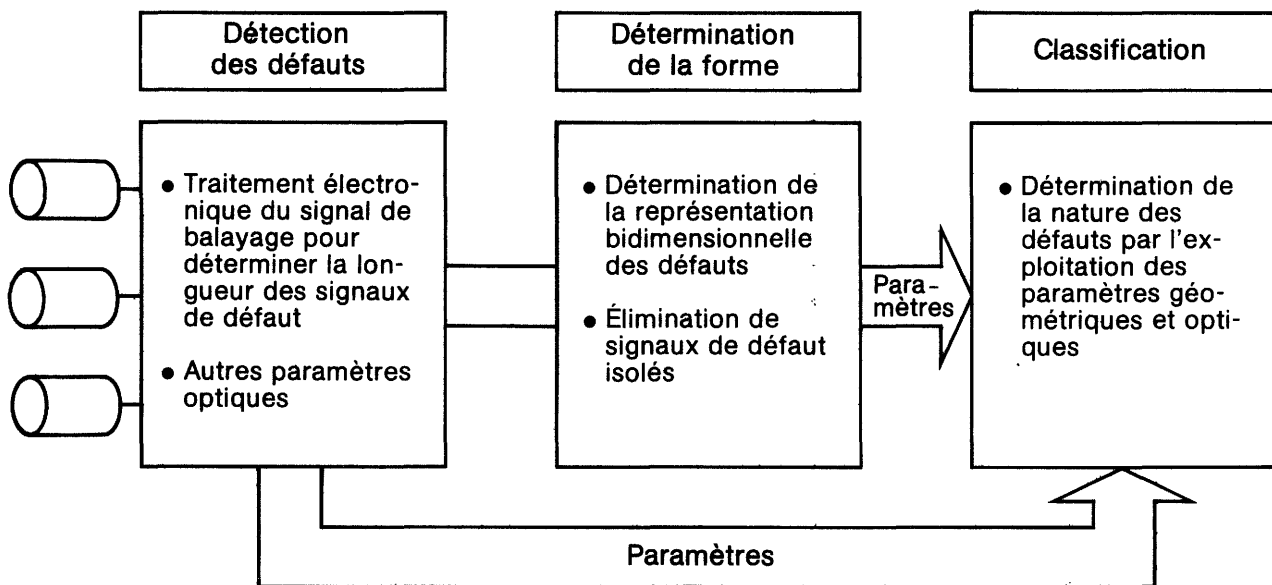 Détection
des défauts
Détermination
de la forme
Classification
● Traitement électro-
nique du signal de
balayage pour
déterminer la lon-
gueur des signaux
de défaut
● Autres paramètres
optiques
● Détermination de
la représentation
bidimensionnelle
des défauts
● Élimination de
signaux de défaut
isolés
Para-
mètres
● Détermination de
la nature des
défauts par l'ex-
ploitation des
paramètres géo-
métriques et opti-
ques
Paramètres